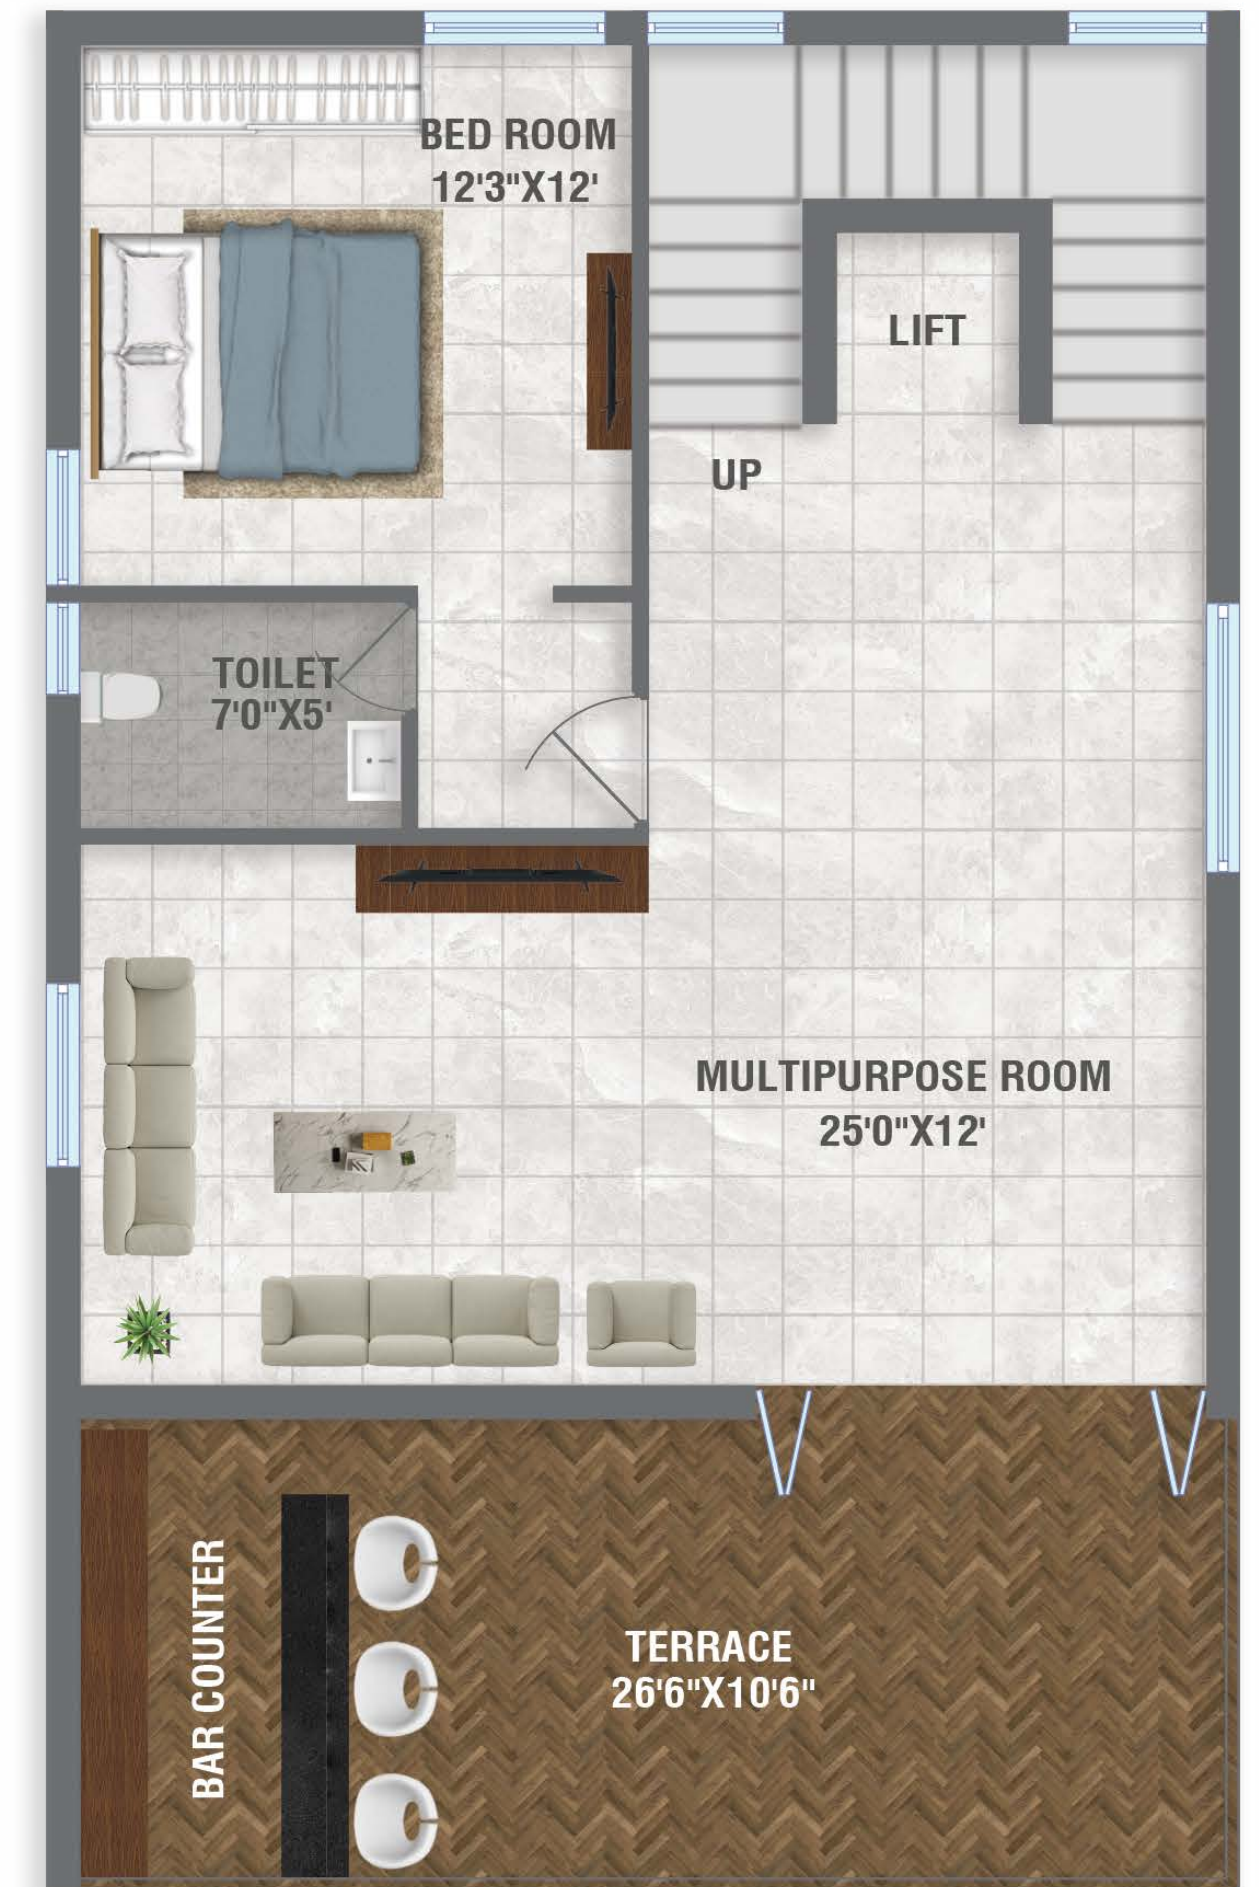 BED ROOM
12'3"X12'
LIFT
UP
TOILET
7'0"X5'
MULTIPURPOSE ROOM
25'0"X12'
BAR COUNTER
TERRACE
26'6"X10'6"